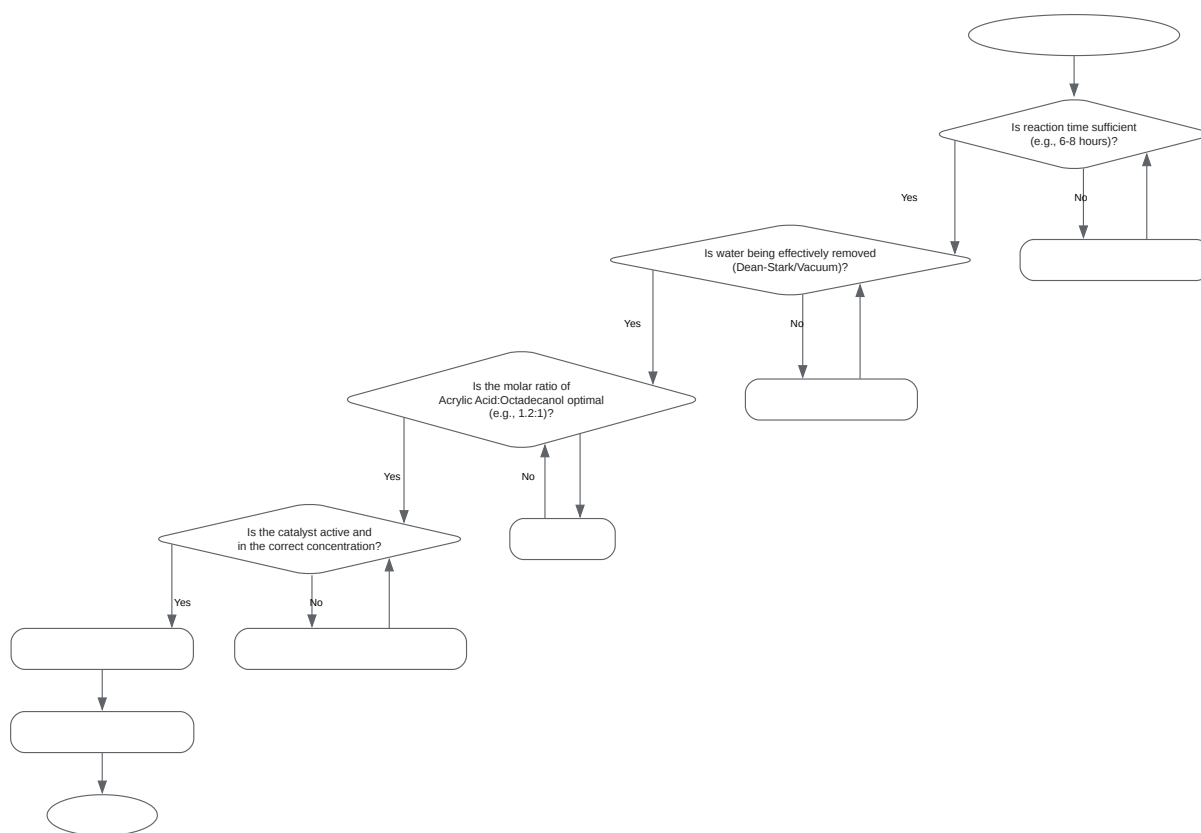 Is reaction time sufficient
(e.g., 6-8 hours)?
Yes
No
Is water being effectively removed
(Dean-Stark/Vacuum)?
Yes
No
Is the molar ratio of
Acrylic Acid:Octadecanol optimal
(e.g., 1.2:1)?
Yes
No
Is the catalyst active and
in the correct concentration?
Yes
No